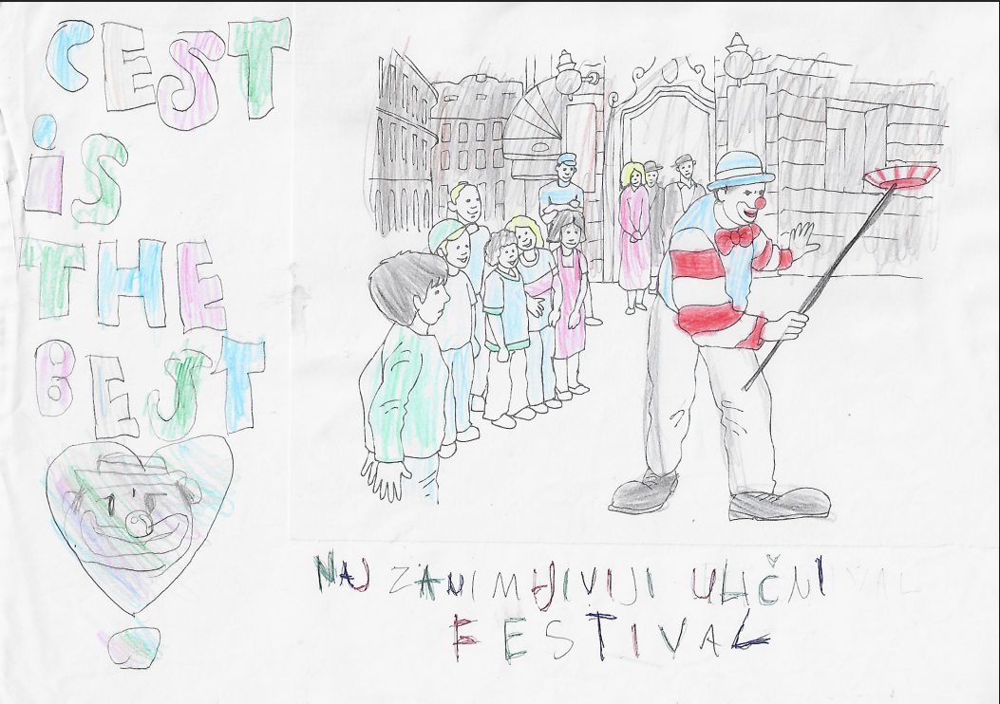 CEST
iS
THE
BEST
NAJ ZANIMLJIVIJI ULIČNI
FESTIVAL